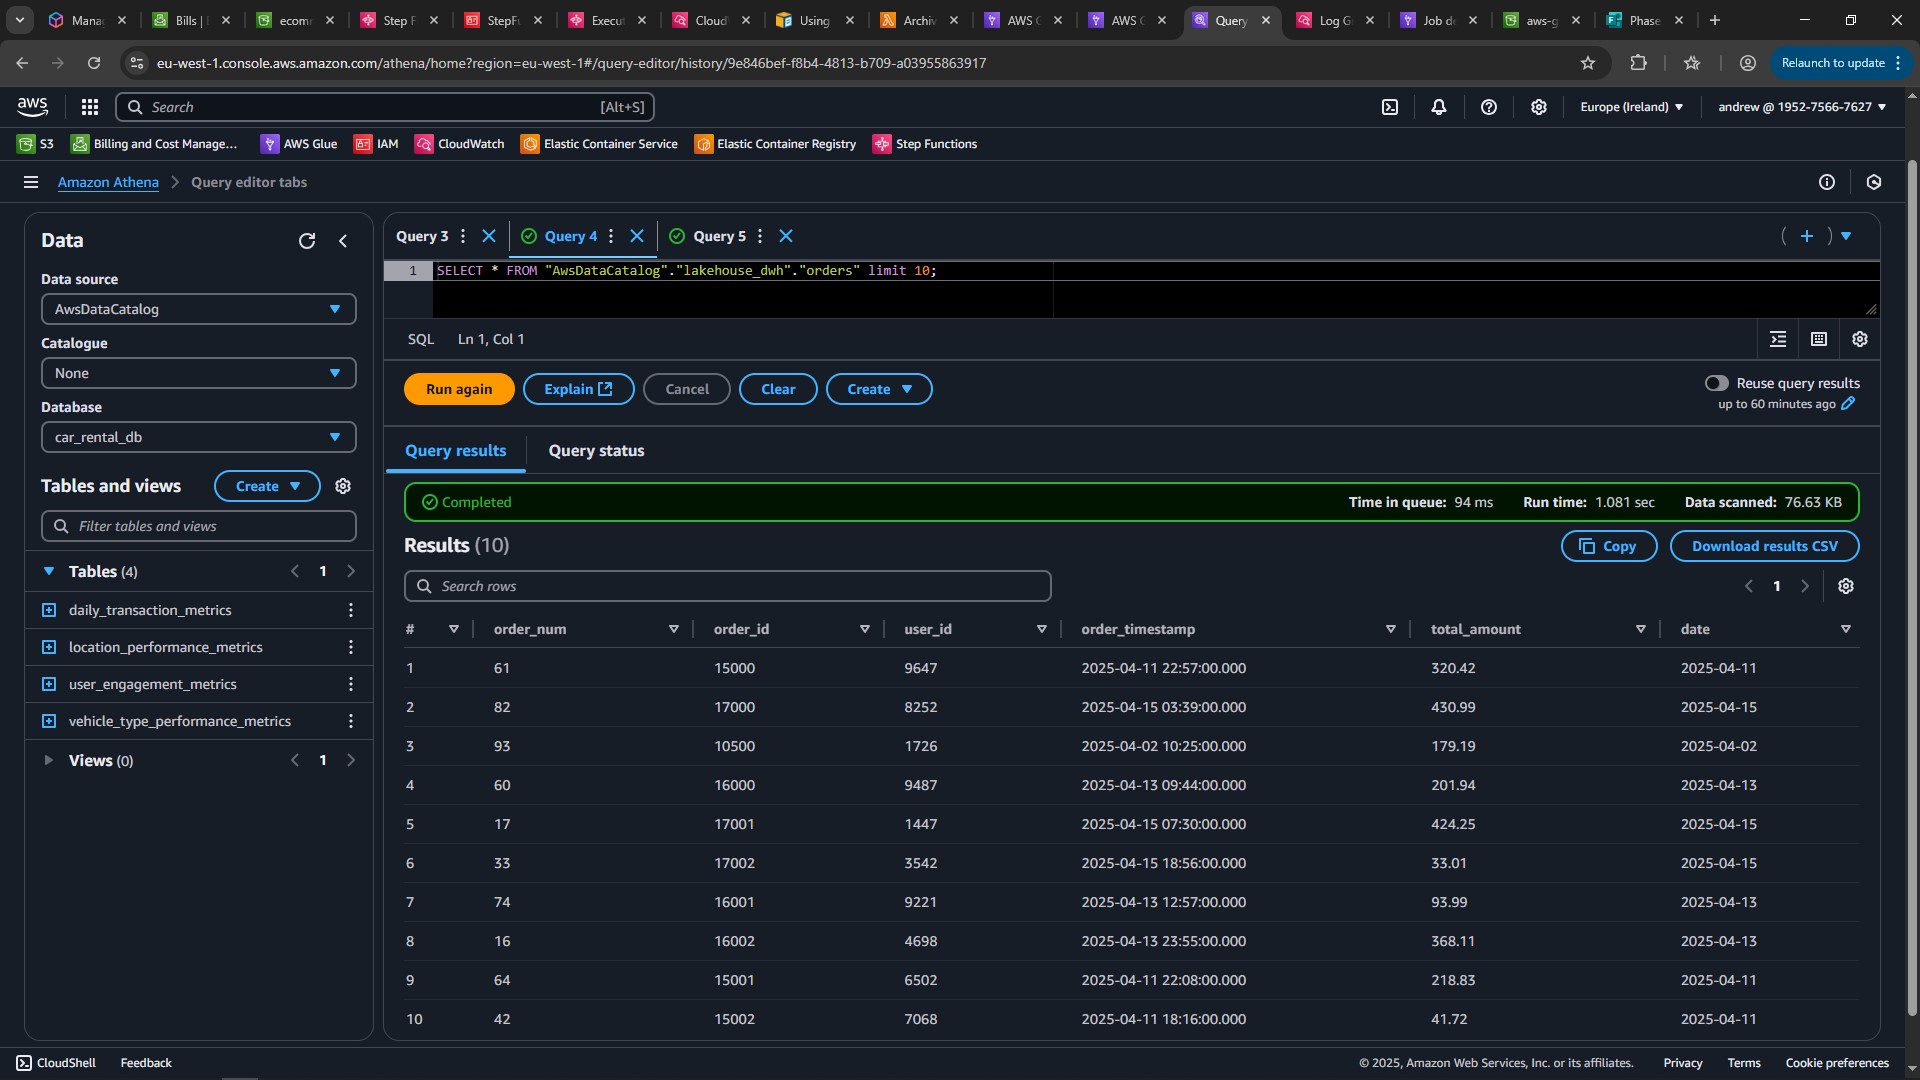 Mana
Bills |
ecom
Step F
StepFu
Execut
Cloud
Using
Archiv
AWS G
AWS G
Query
Log G
Job de
aws-g
Phase
eu-west-1.console.aws.amazon.com/athena/home?region=eu-west-1#/query-editor/history/9e846bef-f8b4-4813-b709-a03955863917
Relaunch to update
aws
Search
[Alt+S]
Europe (Ireland)
andrew @ 1952-7566-7627
S3
Billing and Cost Manage...
AWS Glue
IAM
CloudWatch
Elastic Container Service
Elastic Container Registry
Step Functions
Amazon Athena
Query editor tabs
Data
Data source
AwsDataCatalog
Catalogue
None
Database
car_rental_db
Tables and views
Create
Filter tables and views
Tables (4)
1
daily_transaction_metrics
location_performance_metrics
user_engagement_metrics
vehicle_type_performance_metrics
Views (0)
1
Query 3
Query 4
Query 5
1 SELECT * FROM "AwsDataCatalog"."lakehouse_dwh"."orders" limit 10;
SQL Ln 1, Col 1
Run again
Explain
Cancel
Clear
Create
Reuse query results
up to 60 minutes ago
Query results
Query status
Completed
Time in queue: 94 ms
Run time: 1.081 sec
Data scanned: 76.63 KB
Results (10)
Copy
Download results CSV
Search rows
1
# order_num order_id user_id order_timestamp total_amount date
1 61 15000 9647 2025-04-11 22:57:00.000 320.42 2025-04-11
2 82 17000 8252 2025-04-15 03:39:00.000 430.99 2025-04-15
3 93 10500 1726 2025-04-02 10:25:00.000 179.19 2025-04-02
4 60 16000 9487 2025-04-13 09:44:00.000 201.94 2025-04-13
5 17 17001 1447 2025-04-15 07:30:00.000 424.25 2025-04-15
6 33 17002 3542 2025-04-15 18:56:00.000 33.01 2025-04-15
7 74 16001 9221 2025-04-13 12:57:00.000 93.99 2025-04-13
8 16 16002 4698 2025-04-13 23:55:00.000 368.11 2025-04-13
9 64 15001 6502 2025-04-11 22:08:00.000 218.83 2025-04-11
10 42 15002 7068 2025-04-11 18:16:00.000 41.72 2025-04-11
CloudShell
Feedback
© 2025, Amazon Web Services, Inc. or its affiliates.
Privacy
Terms
Cookie preferences